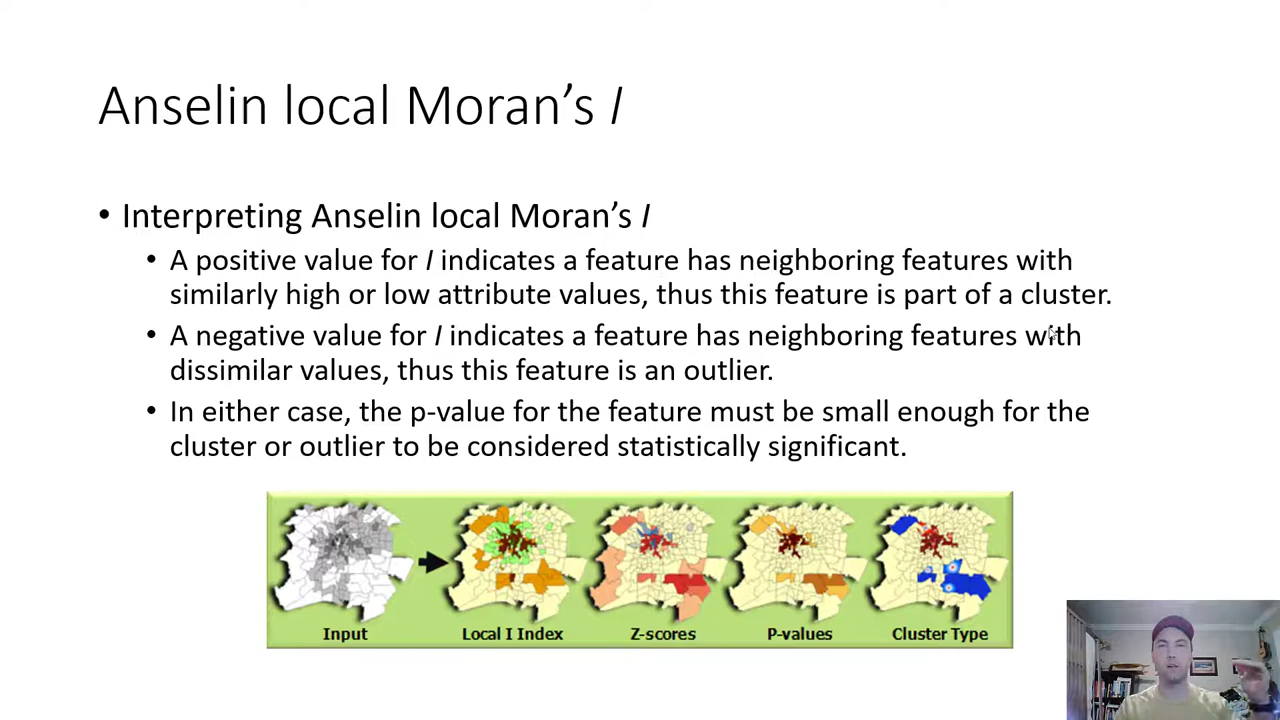 Anselin local Moran’s I
• Interpreting Anselin local Moran’s I
• A positive value for I indicates a feature has neighboring features with
similarly high or low attribute values, thus this feature is part of a cluster.
• A negative value for I indicates a feature has neighboring features with
dissimilar values, thus this feature is an outlier.
• In either case, the p-value for the feature must be small enough for the
cluster or outlier to be considered statistically significant.
Input Local I Index Z-scores P-values Cluster Type